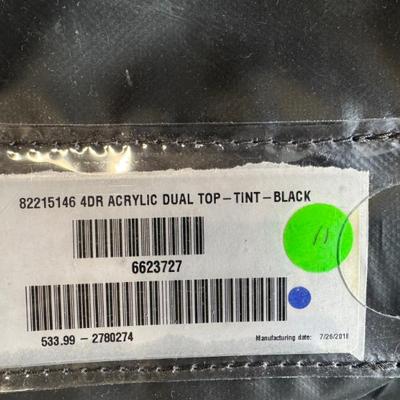 82215146 4DR ACRYLIC DUAL TOP-TINT-BLACK
6623727
533.99 - 2780274
Manufacturing date: 7/26/2018